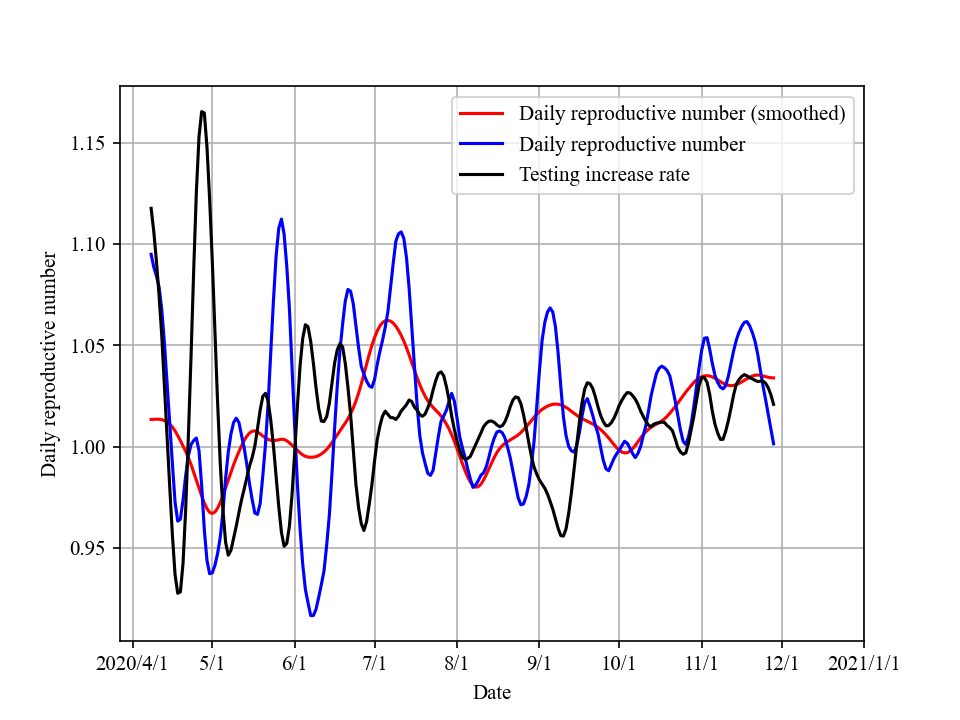 Daily reproductive number (smoothed)
Daily reproductive number
Testing increase rate
1.15
1.10
1.05
1.00
0.95
Daily reproductive number
2020/4/1 5/1 6/1 7/1 8/1 9/1 10/1 11/1 12/1 2021/1/1
Date